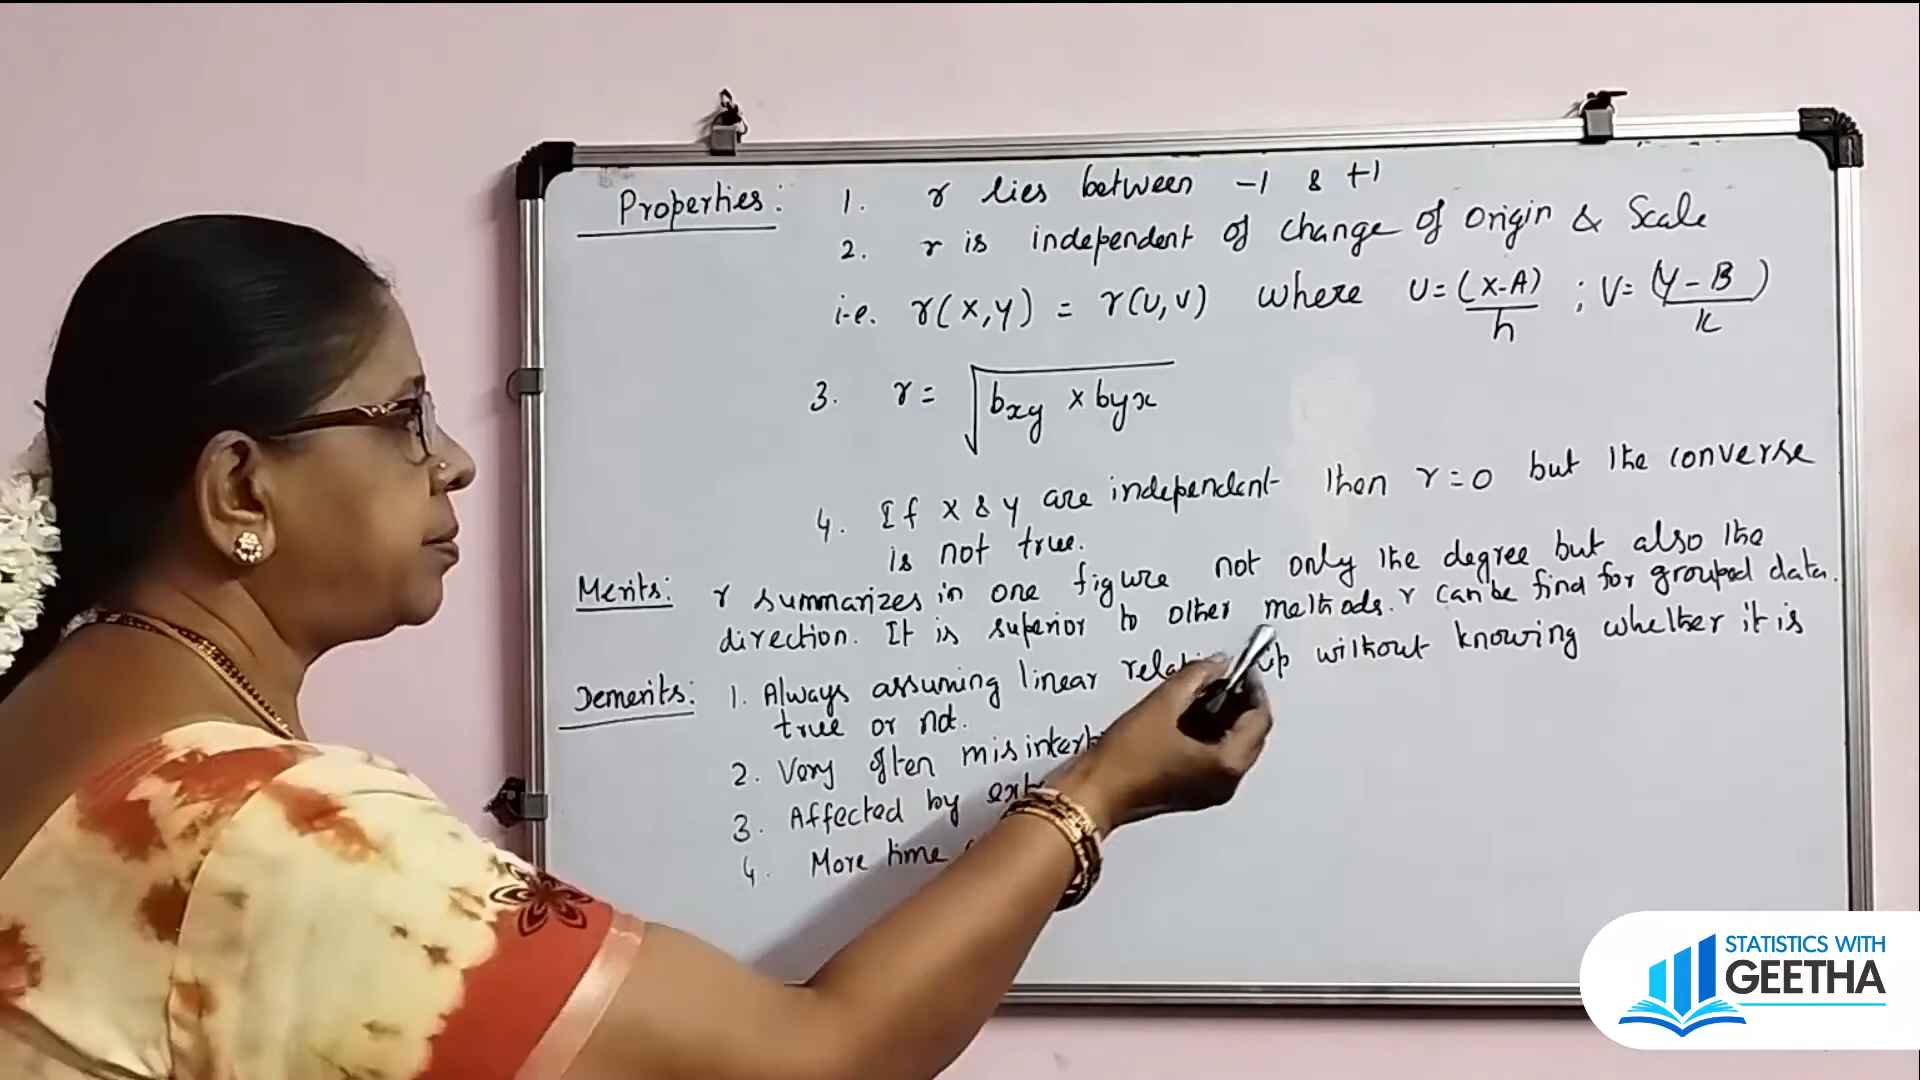 Properties: 1. r lies between -1 & +1
2. r is independent of change of origin & Scale
i.e. r(x,y) = r(U,V) where U = (X-A)/h ; V = (Y-B)/k
3. r = √(bxy × byx)
4. If x & y are independent then r = 0 but the converse
is not true.
Merits: r summarizes in one figure not only the degree but also the
direction. It is superior to other methods. r can be find for grouped data.
Demerits: 1. Always assuming linear without knowing whether it is
true or not.
2. Very often
3. Affected by
4. More time
STATISTICS WITH
GEETHA